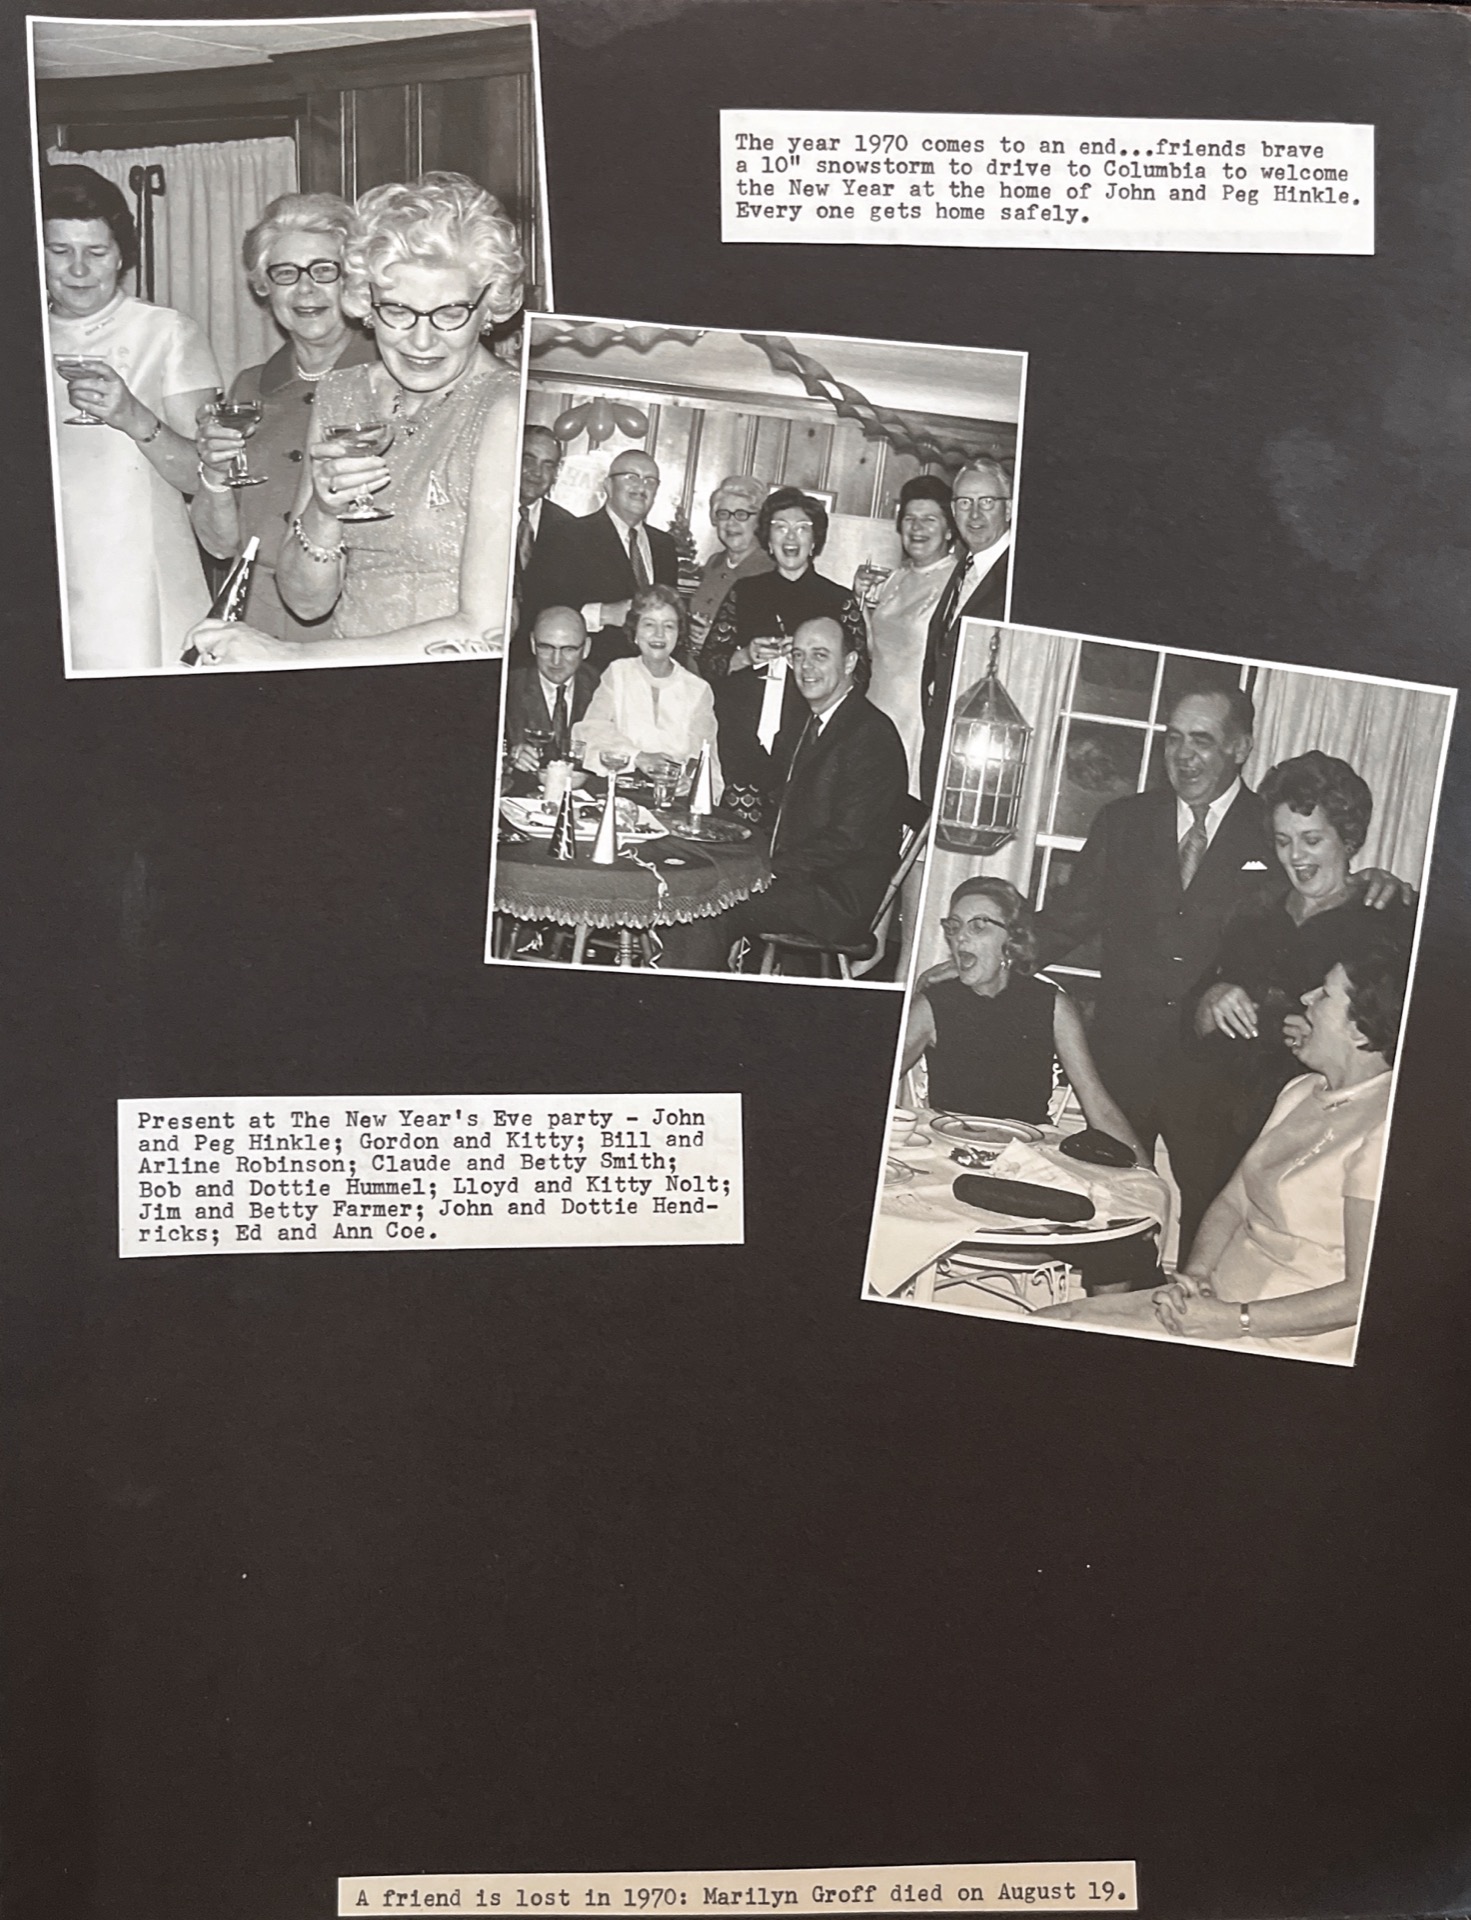 The year 1970 comes to an end...friends brave
a 10" snowstorm to drive to Columbia to welcome
the New Year at the home of John and Peg Hinkle.
Every one gets home safely.
Present at The New Year's Eve party - John
and Peg Hinkle; Gordon and Kitty; Bill and
Arline Robinson; Claude and Betty Smith;
Bob and Dottie Hummel; Lloyd and Kitty Nolt;
Jim and Betty Farmer; John and Dottie Hend-
ricks; Ed and Ann Coe.
A friend is lost in 1970: Marilyn Groff died on August 19.